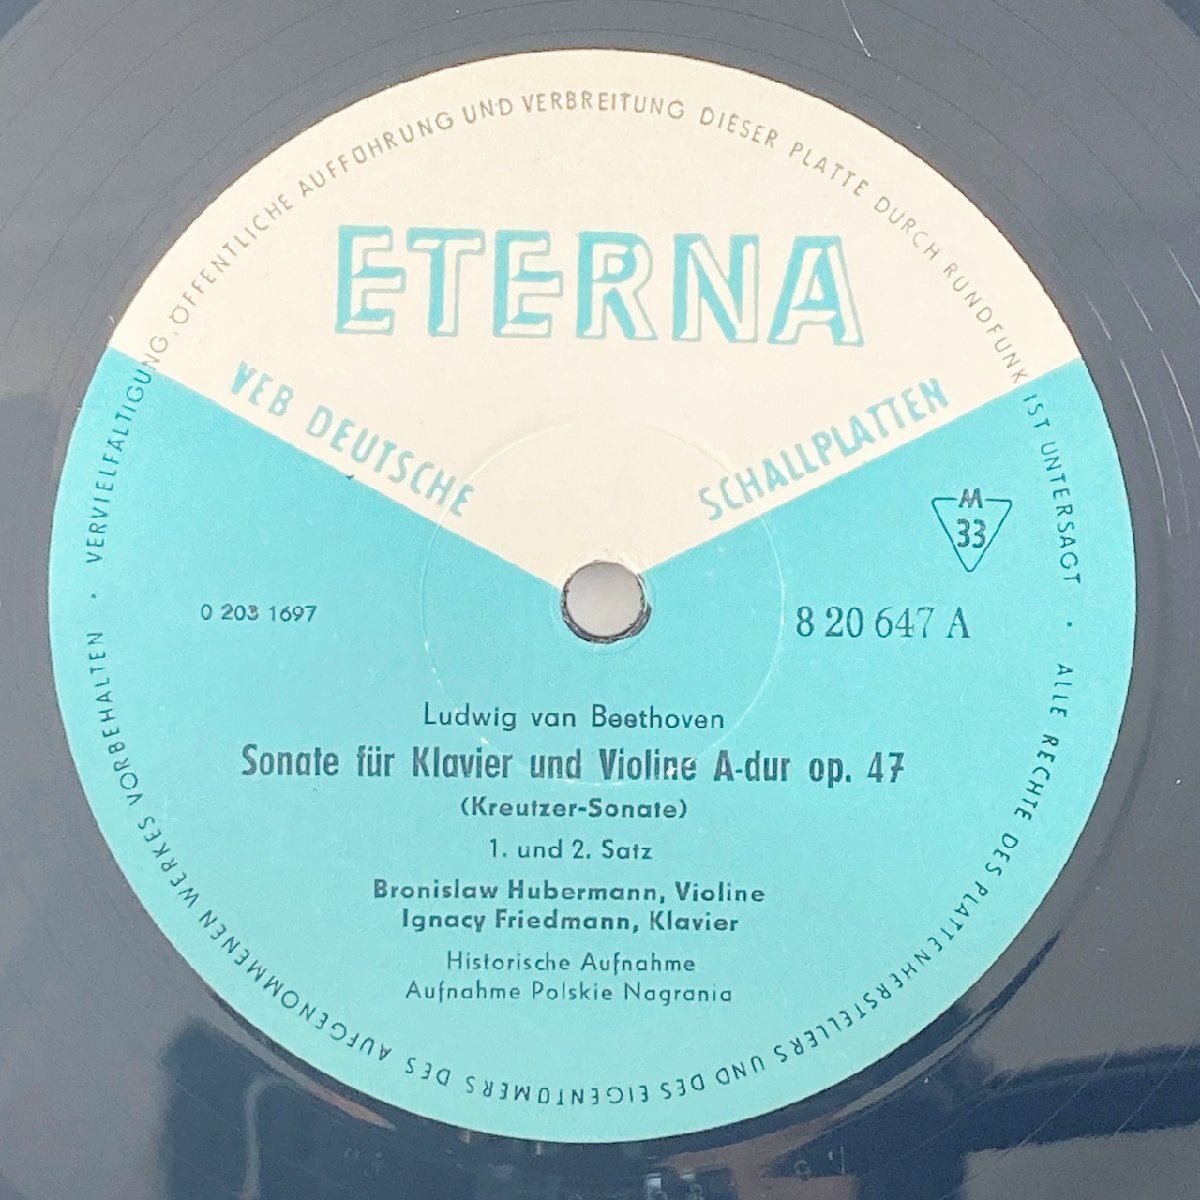 ETERNA
VEB DEUTSCHE SCHALLPLATTEN
M
33
0 203 1697
8 20 647 A
Ludwig van Beethoven
Sonate für Klavier und Violine A-dur op. 47
(Kreutzer-Sonate)
1. und 2. Satz
Bronislaw Hubermann, Violine
Ignacy Friedmann, Klavier
Historische Aufnahme
Aufnahme Polskie Nagrania
ALLE RECHTE DES PLATTENHERSTELLERS UND DES EIGENTÜMERS DES AUFGENOMMENEN WERKES VORBEHALTEN · VERVIELFÄLTIGUNG, ÖFFENTLICHE AUFFÜHRUNG UND VERBREITUNG DIESER PLATTE DURCH RUNDFUNK IST UNTERSAGT ·